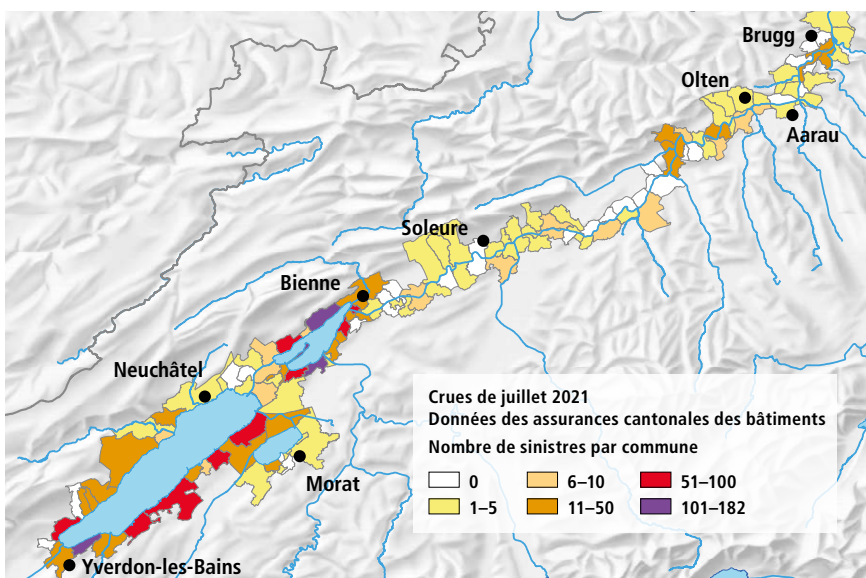 Brugg
Olten
Aarau
Soleure
Bienne
Neuchâtel
Morat
Yverdon-les-Bains
Crues de juillet 2021
Données des assurances cantonales des bâtiments
Nombre de sinistres par commune
0 6–10 51–100
1–5 11–50 101–182